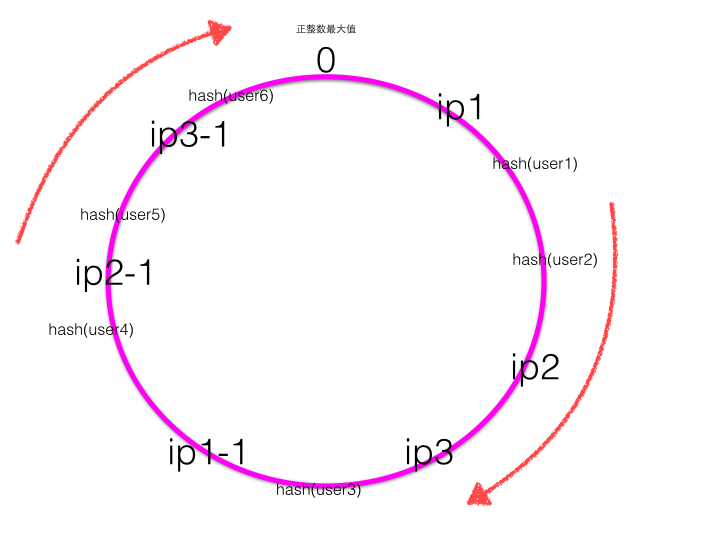 正整数最大值
0
ip1
hash(user6)
ip3-1
hash(user1)
hash(user5)
hash(user2)
ip2-1
hash(user4)
ip2
ip1-1
ip3
hash(user3)